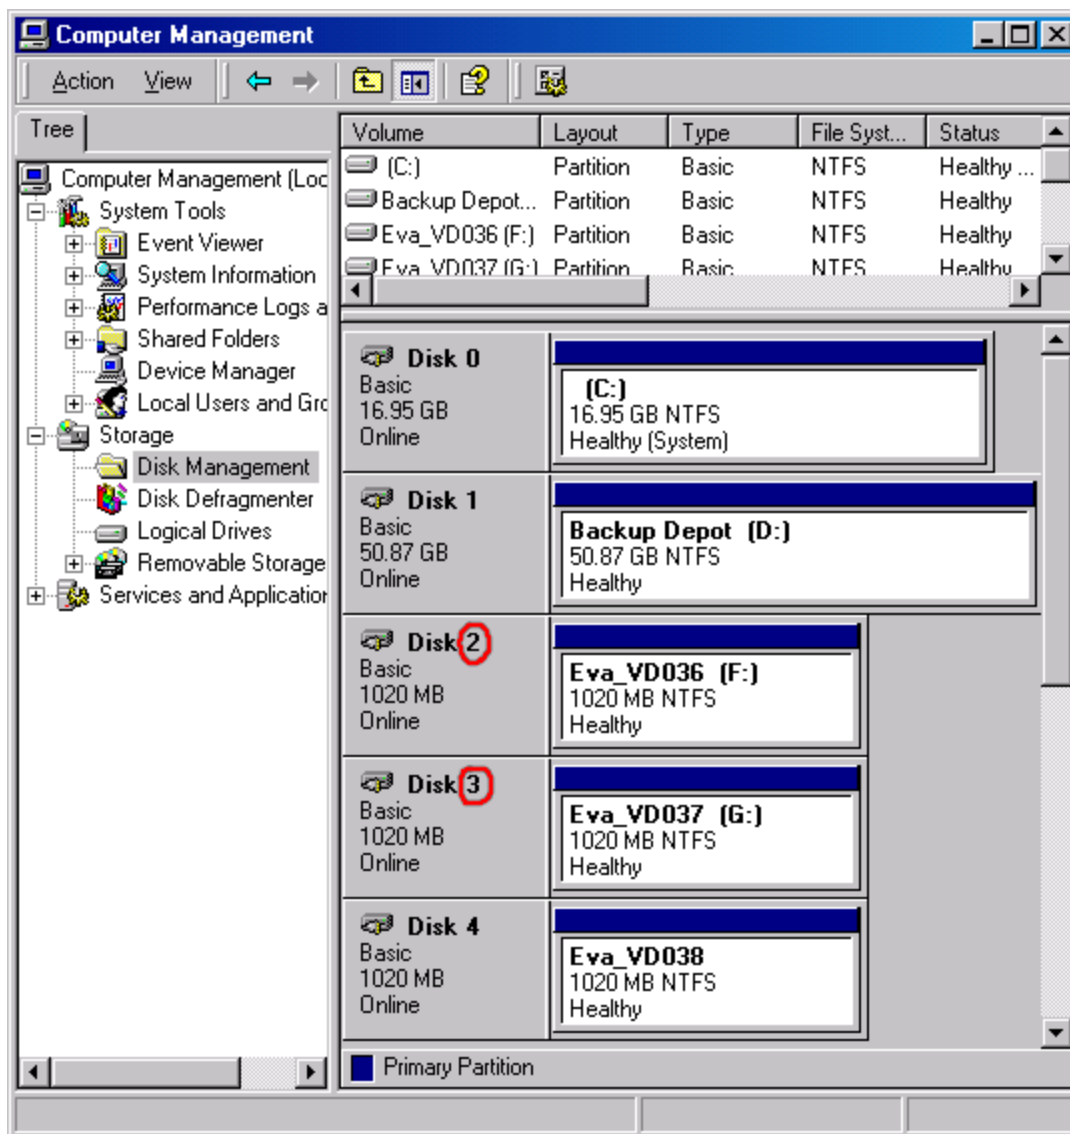 Computer Management
Action View
Tree
Computer Management (Loc
System Tools
Event Viewer
System Information
Performance Logs a
Shared Folders
Device Manager
Local Users and Gro
Storage
Disk Management
Disk Defragmenter
Logical Drives
Removable Storage
Services and Application
Volume Layout Type File Syst... Status
(C:) Partition Basic NTFS Healthy ...
Backup Depot... Partition Basic NTFS Healthy
Eva_VD036 (F:) Partition Basic NTFS Healthy
Eva_VD037 (G:) Partition Basic NTFS Healthy
Disk 0
Basic
16.95 GB
Online
(C:)
16.95 GB NTFS
Healthy (System)
Disk 1
Basic
50.87 GB
Online
Backup Depot (D:)
50.87 GB NTFS
Healthy
Disk 2
Basic
1020 MB
Online
Eva_VD036 (F:)
1020 MB NTFS
Healthy
Disk 3
Basic
1020 MB
Online
Eva_VD037 (G:)
1020 MB NTFS
Healthy
Disk 4
Basic
1020 MB
Online
Eva_VD038
1020 MB NTFS
Healthy
Primary Partition